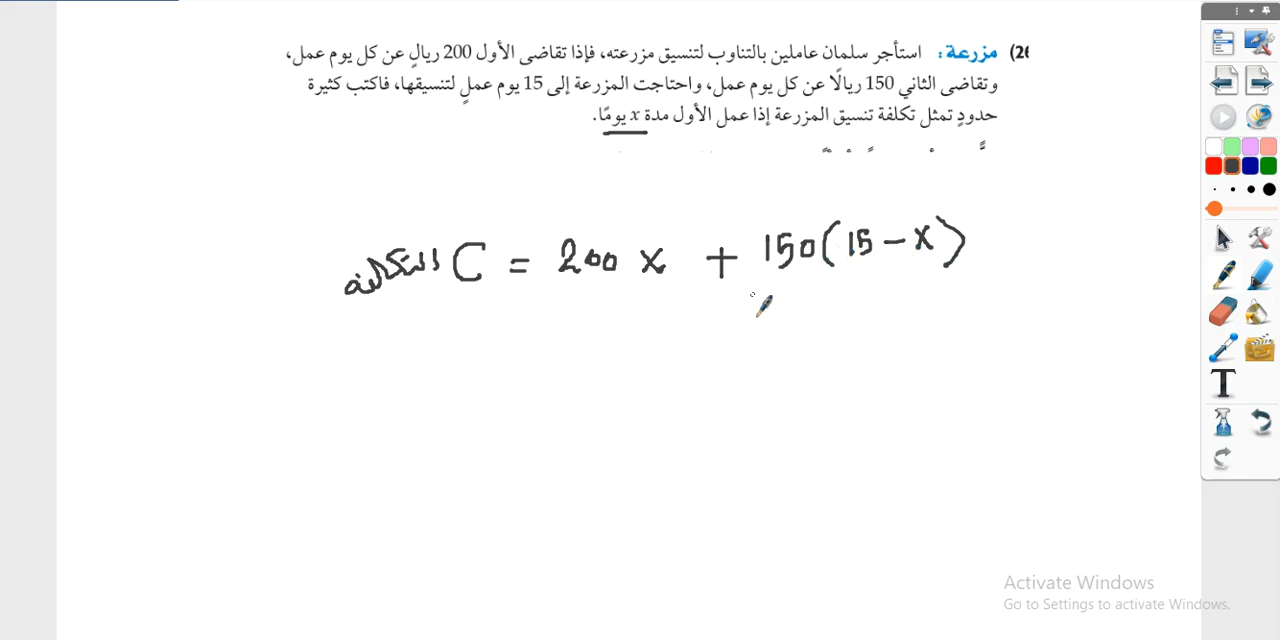 26) مزرعة: استأجر سلمان عاملين بالتناوب لتنسيق مزرعته، فإذا تقاضى الأول 200 ريالٍ عن كل يوم عمل،
وتقاضى الثاني 150 ريالًا عن كل يوم عمل، واحتاجت المزرعة إلى 15 يوم عملٍ لتنسيقها، فاكتب كثيرة
حدودٍ تمثل تكلفة تنسيق المزرعة إذا عمل الأول مدة x يومًا.
التكلفة C = 200 x + 150(15 – x)
T
Activate Windows
Go to Settings to activate Windows.